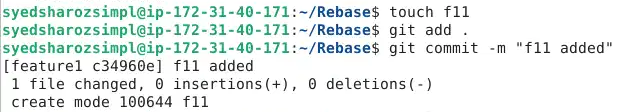 syedsharozsimpl@ip-172-31-40-171:~/Rebase$ touch f11
syedsharozsimpl@ip-172-31-40-171:~/Rebase$ git add .
syedsharozsimpl@ip-172-31-40-171:~/Rebase$ git commit -m "f11 added"
[feature1 c34960e] f11 added
 1 file changed, 0 insertions(+), 0 deletions(-)
 create mode 100644 f11